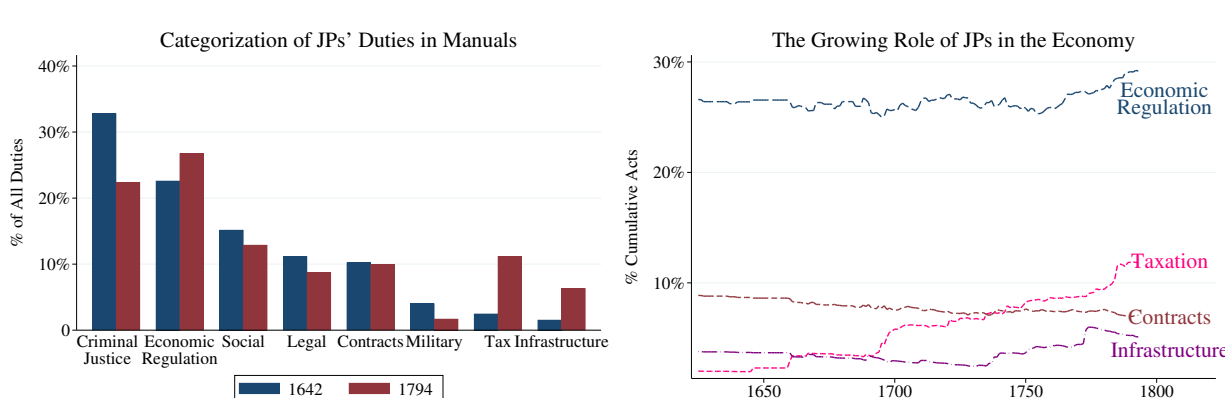 Categorization of JPs’ Duties in Manuals
% of All Duties
40%
30%
20%
10%
0
Criminal Justice
Economic Regulation
Social
Legal
Contracts
Military
Tax
Infrastructure
1642
1794
The Growing Role of JPs in the Economy
% Cumulative Acts
30%
20%
10%
Economic
Regulation
Taxation
Contracts
Infrastructure
1650
1700
1750
1800